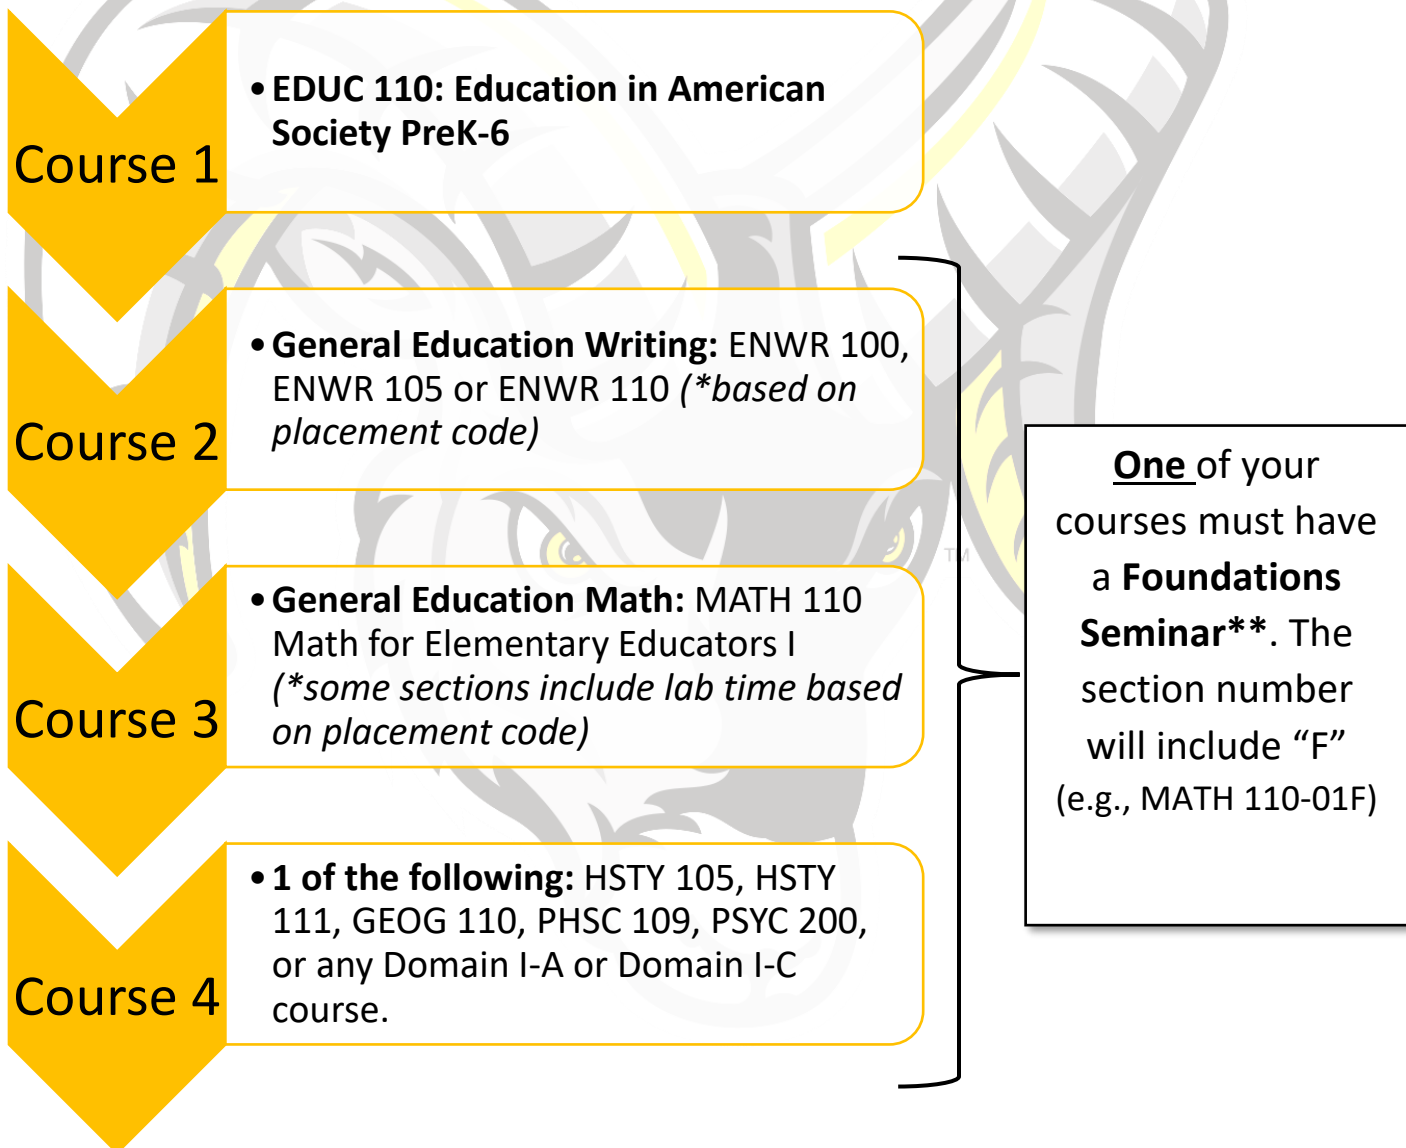 Course 1
• EDUC 110: Education in American
Society PreK-6
Course 2
• General Education Writing: ENWR 100,
ENWR 105 or ENWR 110 (*based on
placement code)
Course 3
• General Education Math: MATH 110
Math for Elementary Educators I
(*some sections include lab time based
on placement code)
Course 4
• 1 of the following: HSTY 105, HSTY
111, GEOG 110, PHSC 109, PSYC 200,
or any Domain I-A or Domain I-C
course.
One of your
courses must have
a Foundations
Seminar**. The
section number
will include “F”
(e.g., MATH 110-01F)
TM